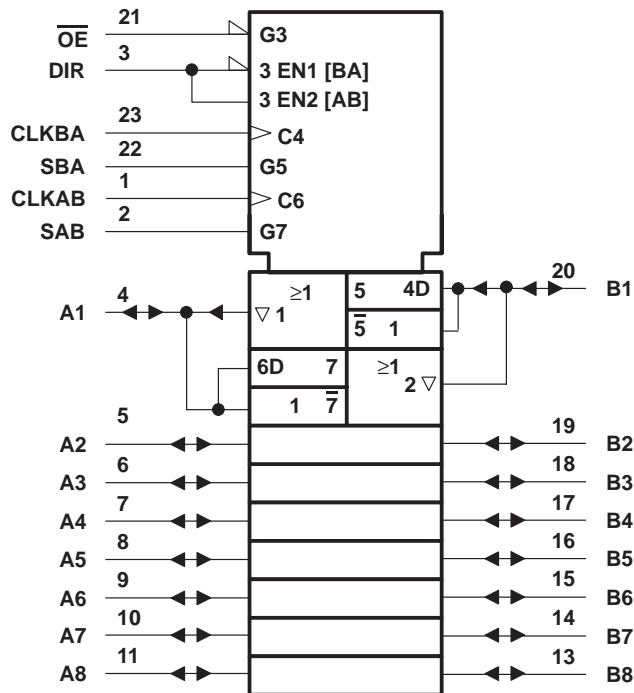 21
OE G3
3
DIR 3 EN1 [BA]
3 EN2 [AB]
23
CLKBA C4
22
SBA G5
1
CLKAB C6
2
SAB G7
4 ≥1 5 4D 20
A1 ▽ 1 B1
5̅ 1
6D 7 ≥1
2 ▽
1 7̅
5 19
A2 B2
6 18
A3 B3
7 17
A4 B4
8 16
A5 B5
9 15
A6 B6
10 14
A7 B7
11 13
A8 B8